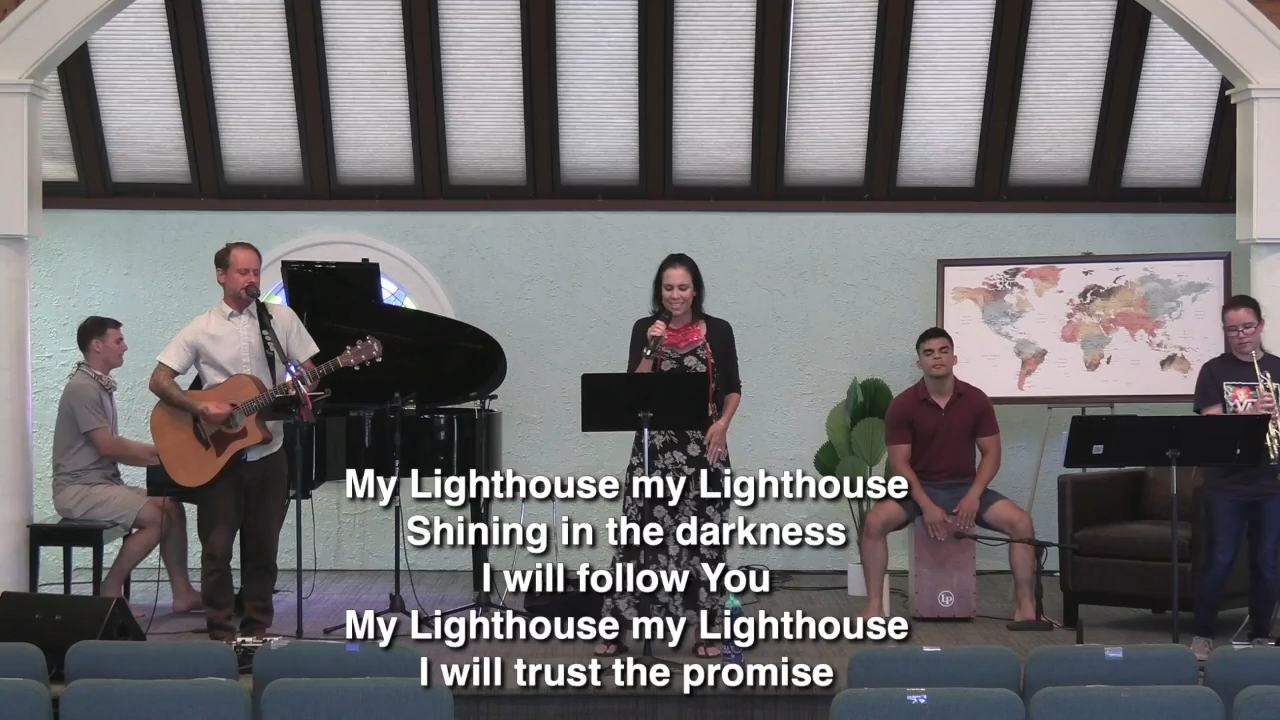 My Lighthouse my Lighthouse
Shining in the darkness
I will follow You
My Lighthouse my Lighthouse
I will trust the promise
LP